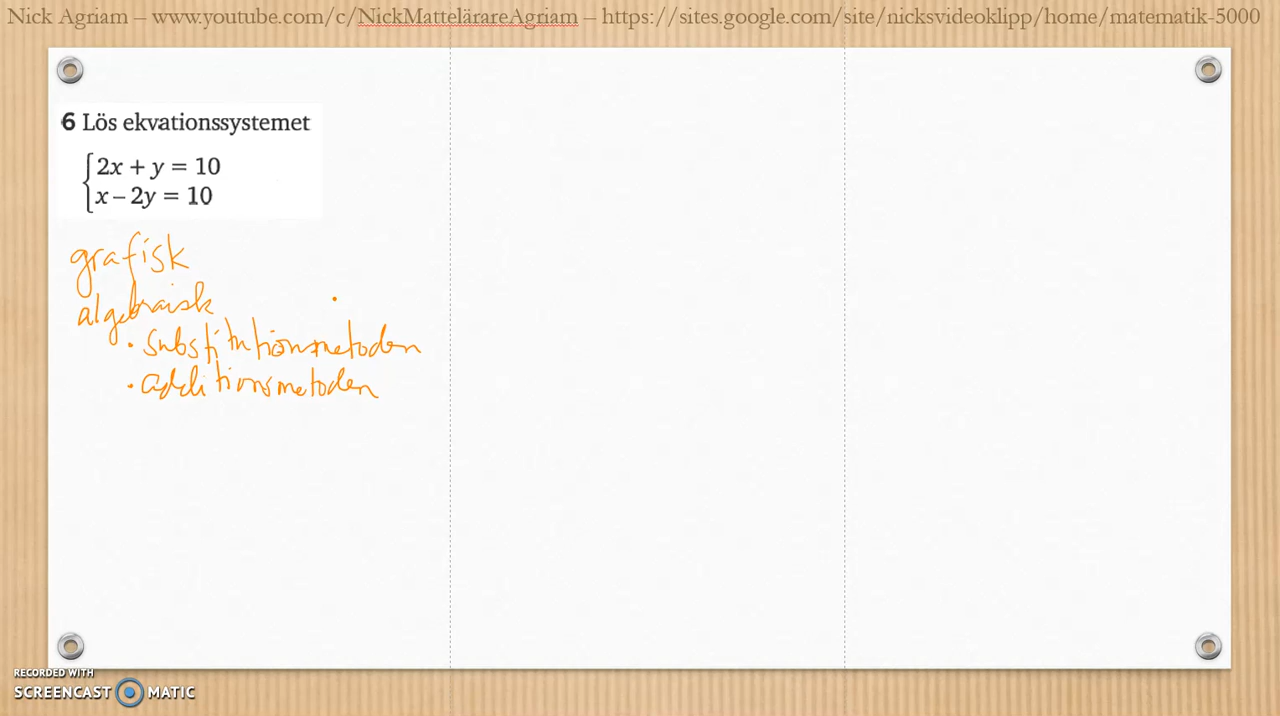 Nick Agriam – www.youtube.com/c/NickMattelärareAgriam – https://sites.google.com/site/nicksvideoklipp/home/matematik-5000
6 Lös ekvationssystemet
2x + y = 10
x – 2y = 10
grafisk
algebraisk
• substitutionsmetoden
• additionsmetoden
RECORDED WITH
SCREENCAST MATIC